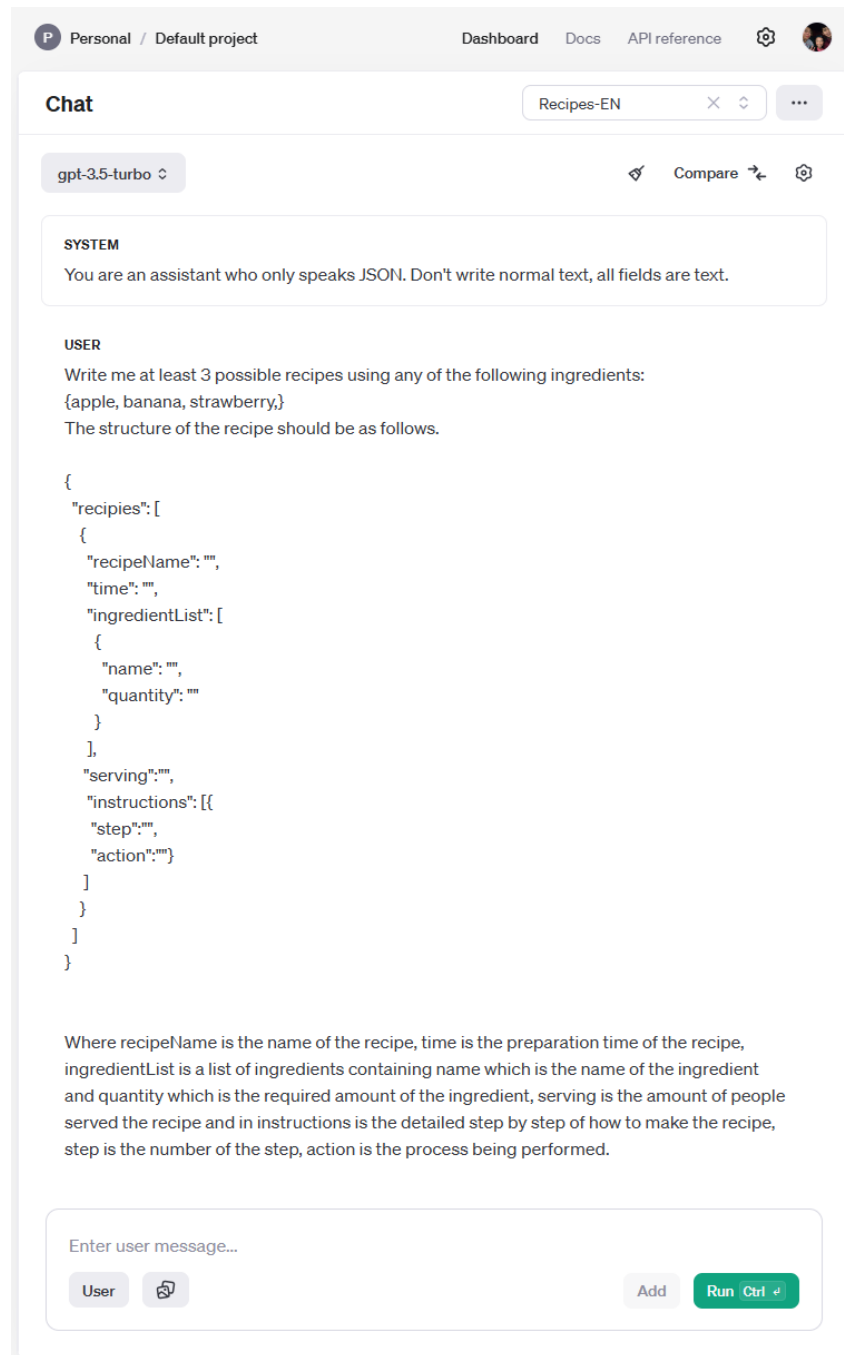 P Personal / Default project Dashboard Docs API reference
Chat Recipes-EN
gpt-3.5-turbo Compare
SYSTEM
You are an assistant who only speaks JSON. Don't write normal text, all fields are text.
USER
Write me at least 3 possible recipes using any of the following ingredients:
{apple, banana, strawberry,}
The structure of the recipe should be as follows.
{
"recipies": [
{
"recipeName": "",
"time": "",
"ingredientList": [
{
"name": "",
"quantity": ""
}
],
"serving":"",
"instructions": [{
"step":"",
"action":""}
]
}
]
}
Where recipeName is the name of the recipe, time is the preparation time of the recipe,
ingredientList is a list of ingredients containing name which is the name of the ingredient
and quantity which is the required amount of the ingredient, serving is the amount of people
served the recipe and in instructions is the detailed step by step of how to make the recipe,
step is the number of the step, action is the process being performed.
Enter user message...
User Add Run Ctrl ↵